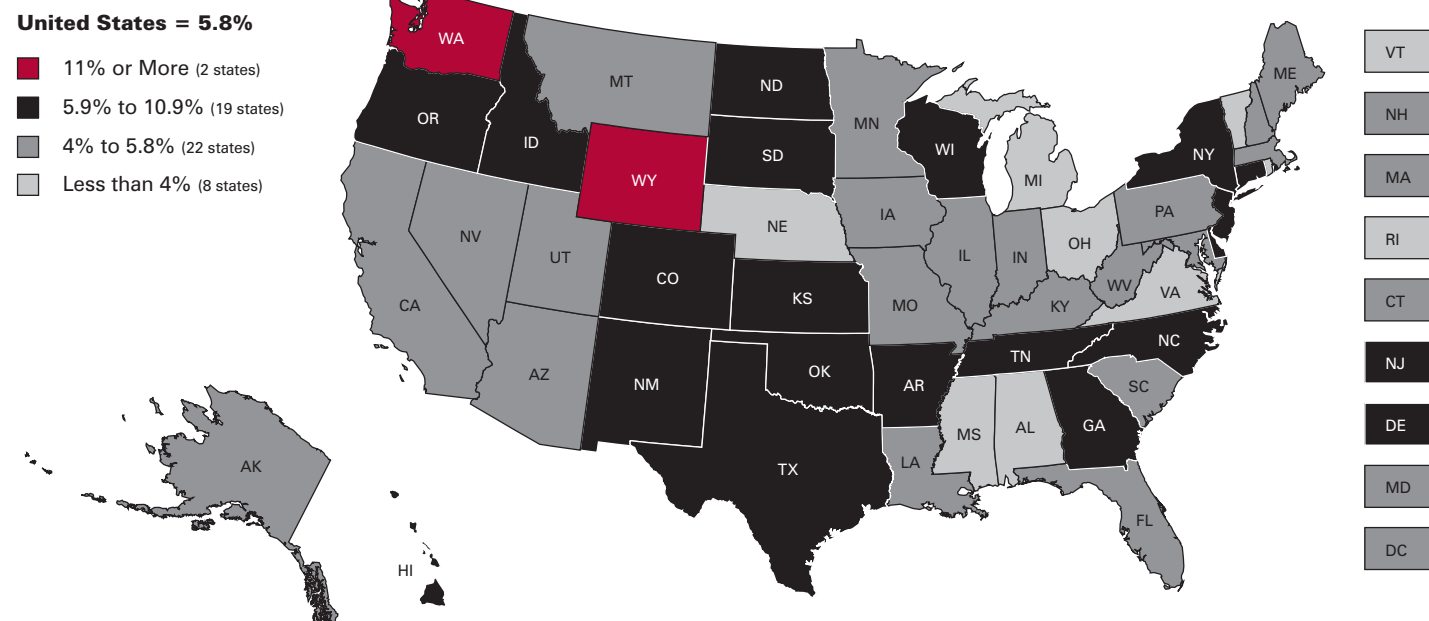 United States = 5.8%
11% or More (2 states)
5.9% to 10.9% (19 states)
4% to 5.8% (22 states)
Less than 4% (8 states)
WA
MT
ND
MN
OR
ID
SD
WI
WY
NE
IA
MI
NY
ME
NV
UT
CO
KS
MO
IL
IN
OH
PA
WV
VA
KY
CA
AZ
NM
OK
AR
TN
NC
SC
MS
AL
GA
TX
LA
FL
AK
HI
VT
NH
MA
RI
CT
NJ
DE
MD
DC